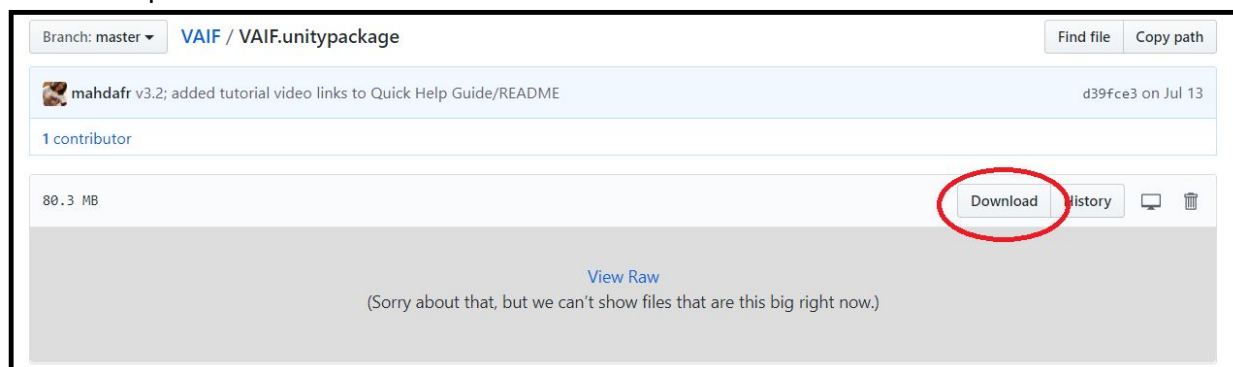 Branch: master VAIF / VAIF.unitypackage Find file Copy path
mahdafr v3.2; added tutorial video links to Quick Help Guide/README d39fce3 on Jul 13
1 contributor
80.3 MB Download History
View Raw
(Sorry about that, but we can't show files that are this big right now.)